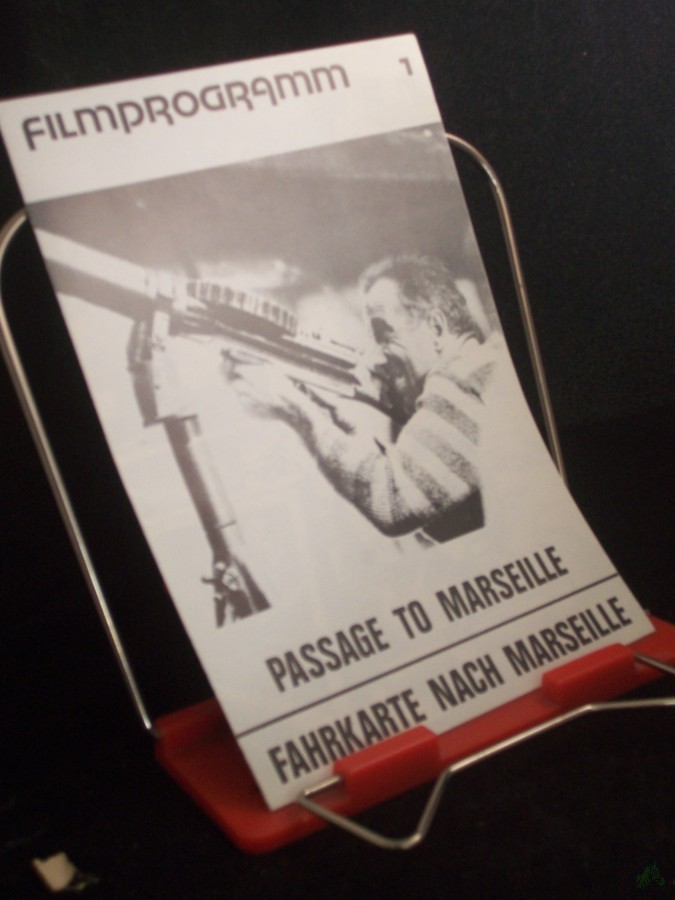 FILMPROGRAMM 1
PASSAGE TO MARSEILLE
FAHRKARTE NACH MARSEILLE